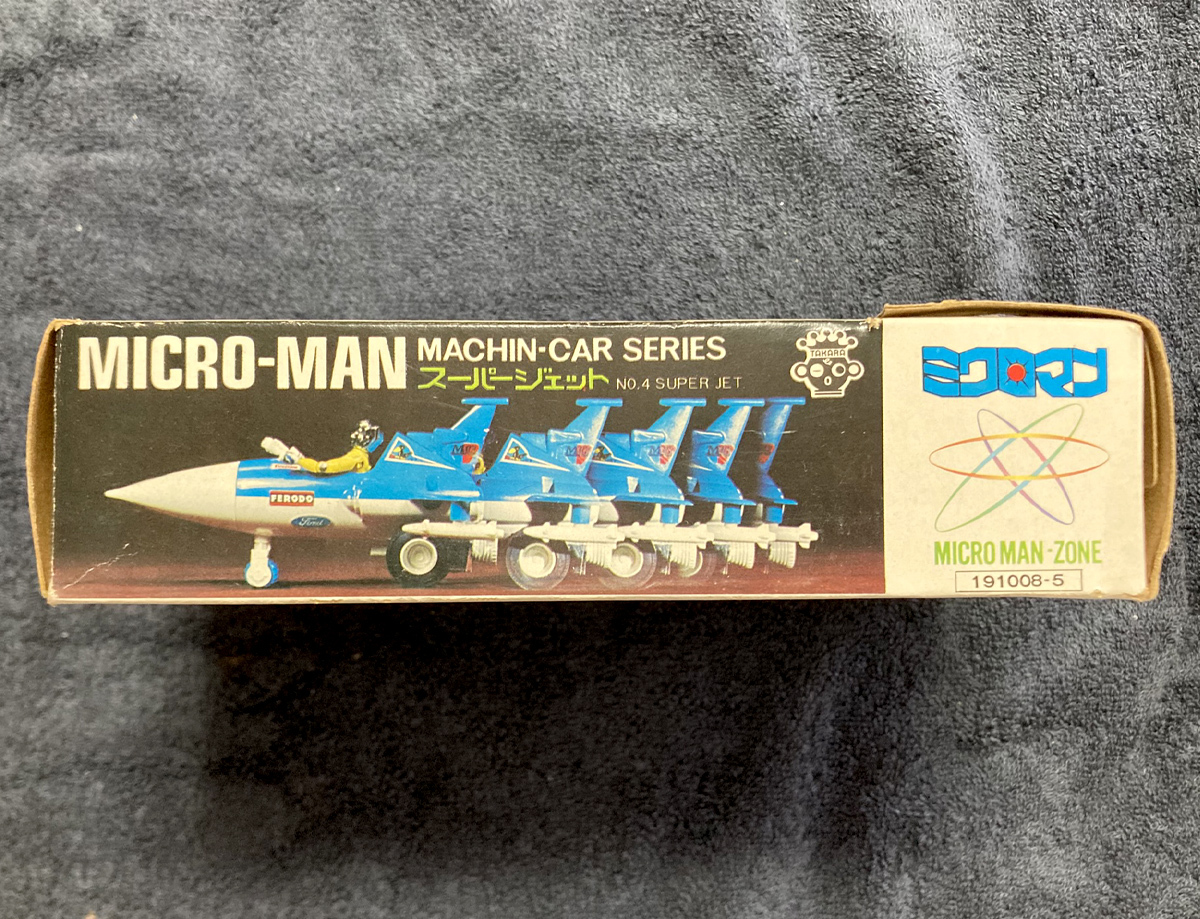 MICRO-MAN
MACHIN-CAR SERIES
スーパージェット NO.4 SUPER JET
TAKARA
FERODO
Ford
ミクロマン
MICRO MAN-ZONE
191008-5